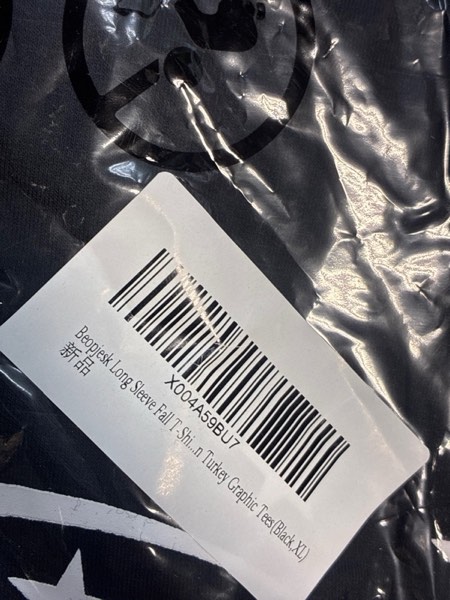 X004A59BU7
Beopjesk Long Sleeve Fall T-Shi...n Turkey Graphic Tees(Black,XL)
新品